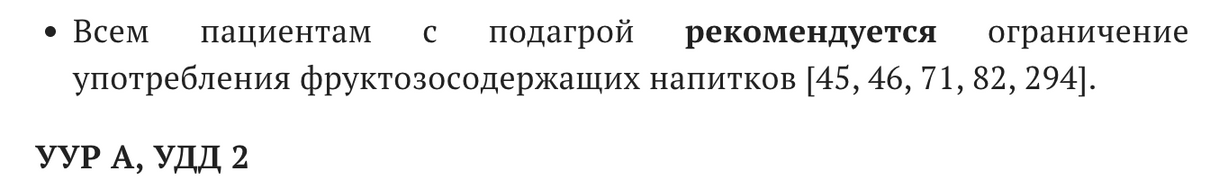 • Всем пациентам с подагрой рекомендуется ограничение
употребления фруктозосодержащих напитков [45, 46, 71, 82, 294].
УУР А, УДД 2